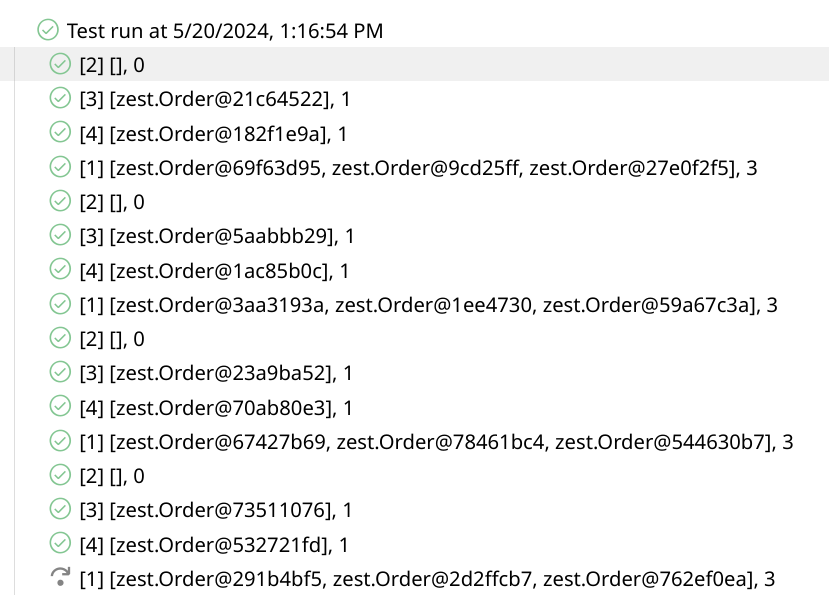 Test run at 5/20/2024, 1:16:54 PM
[2] [], 0
[3] [zest.Order@21c64522], 1
[4] [zest.Order@182f1e9a], 1
[1] [zest.Order@69f63d95, zest.Order@9cd25ff, zest.Order@27e0f2f5], 3
[2] [], 0
[3] [zest.Order@5aabbb29], 1
[4] [zest.Order@1ac85b0c], 1
[1] [zest.Order@3aa3193a, zest.Order@1ee4730, zest.Order@59a67c3a], 3
[2] [], 0
[3] [zest.Order@23a9ba52], 1
[4] [zest.Order@70ab80e3], 1
[1] [zest.Order@67427b69, zest.Order@78461bc4, zest.Order@544630b7], 3
[2] [], 0
[3] [zest.Order@73511076], 1
[4] [zest.Order@532721fd], 1
[1] [zest.Order@291b4bf5, zest.Order@2d2ffcb7, zest.Order@762ef0ea], 3